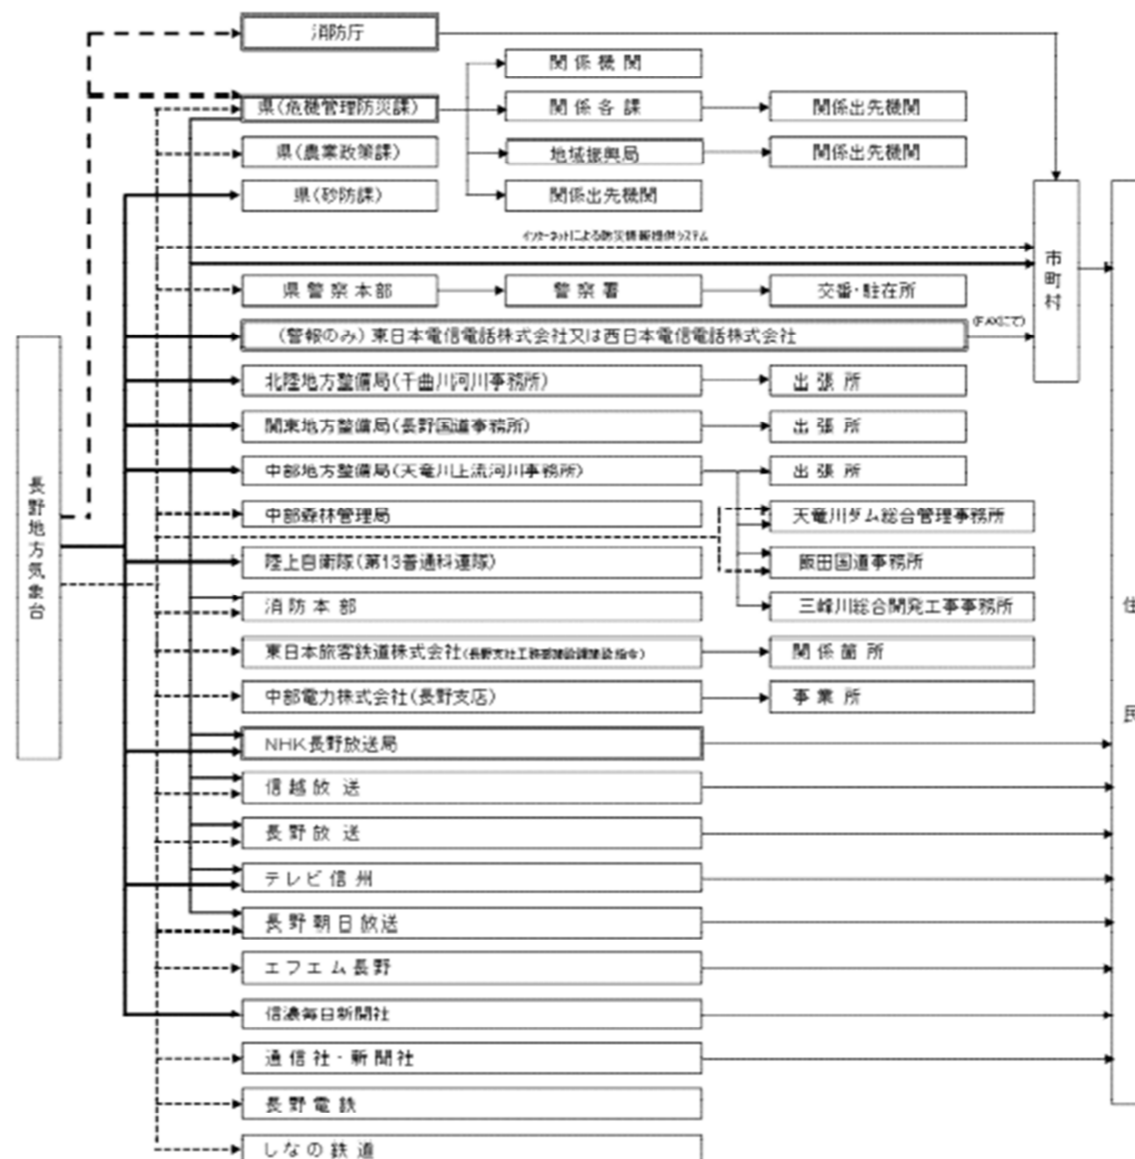 消防庁
関係機関
県(危機管理防災課)
関係各課
関係出先機関
県(農業政策課)
地域振興局
関係出先機関
県(砂防課)
関係出先機関
インターネットによる防災情報提供システム
市町村
県警察本部
警察署
交番・駐在所
(FAXにて)
(警報のみ)東日本電信電話株式会社又は西日本電信電話株式会社
北陸地方整備局(千曲川河川事務所)
出張所
関東地方整備局(長野国道事務所)
出張所
中部地方整備局(天竜川上流河川事務所)
出張所
長野地方気象台
中部森林管理局
天竜川ダム総合管理事務所
陸上自衛隊(第13普通科連隊)
飯田国道事務所
消防本部
三峰川総合開発工事事務所
住民
東日本旅客鉄道株式会社
関係箇所
中部電力株式会社(長野支店)
事業所
NHK長野放送局
信越放送
長野放送
テレビ信州
長野朝日放送
エフエム長野
信濃毎日新聞社
通信社・新聞社
長野電鉄
しなの鉄道